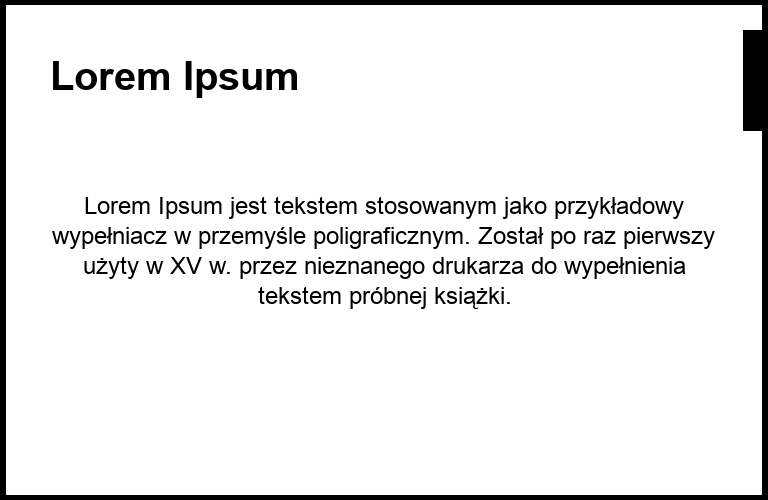 Lorem Ipsum
Lorem Ipsum jest tekstem stosowanym jako przykładowy
wypełniacz w przemyśle poligraficznym. Został po raz pierwszy
użyty w XV w. przez nieznanego drukarza do wypełnienia
tekstem próbnej książki.